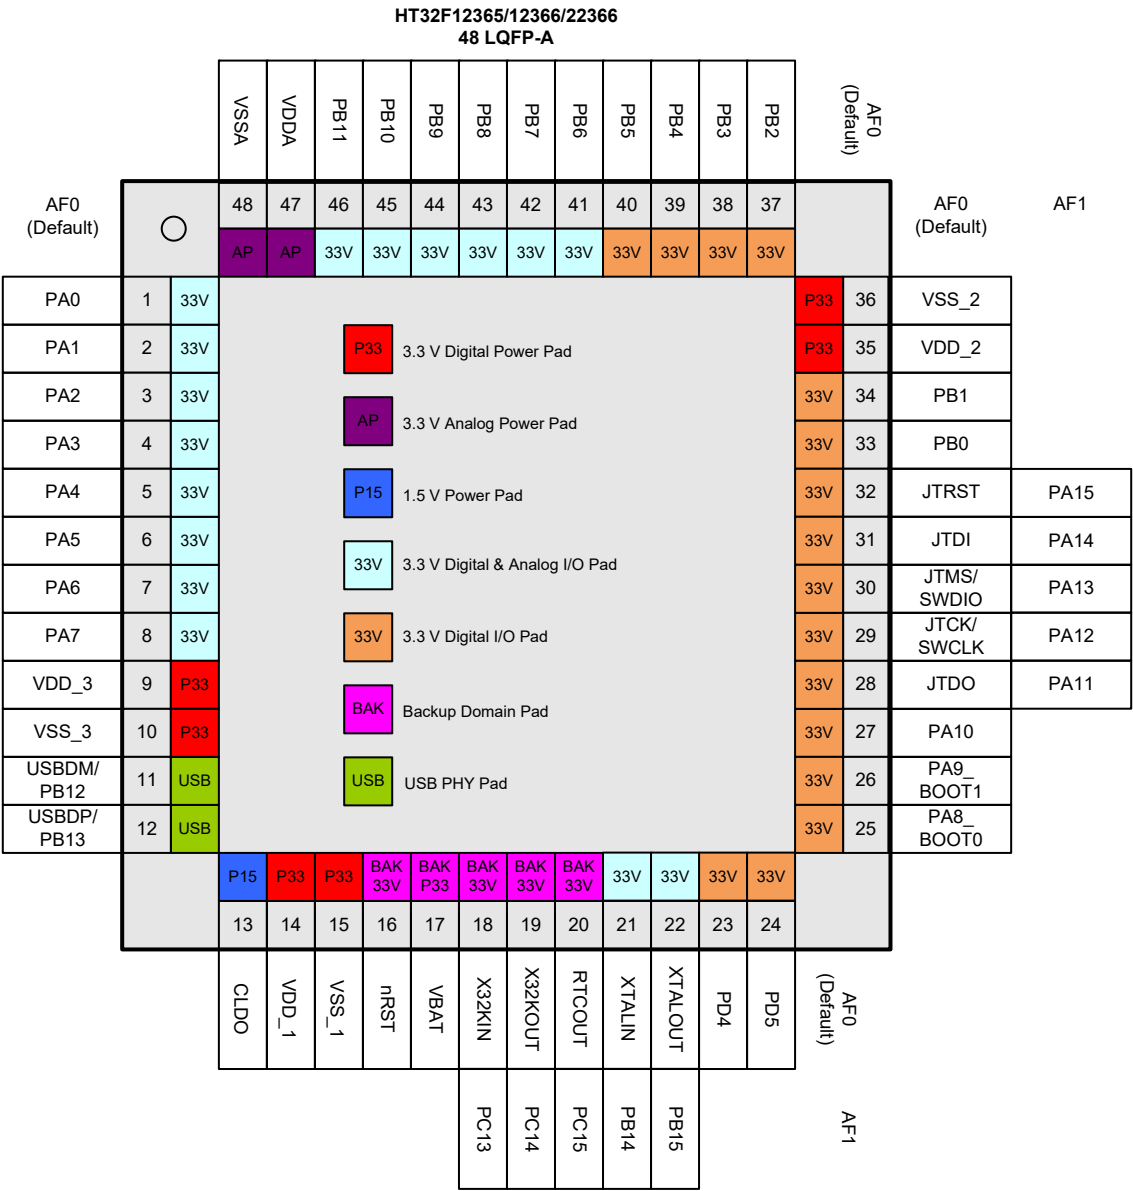 HT32F12365/12366/22366
48 LQFP-A
VSSA
VDDA
PB11
PB10
PB9
PB8
PB7
PB6
PB5
PB4
PB3
PB2
AF0
(Default)
AF0
(Default)
48 47 46 45 44 43 42 41 40 39 38 37
AP AP 33V 33V 33V 33V 33V 33V 33V 33V 33V 33V
AF0
(Default)
AF1
PA0 1 33V
PA1 2 33V
PA2 3 33V
PA3 4 33V
PA4 5 33V
PA5 6 33V
PA6 7 33V
PA7 8 33V
VDD_3 9 P33
VSS_3 10 P33
USBDM/
PB12
11 USB
USBDP/
PB13
12 USB
P33 3.3 V Digital Power Pad
AP 3.3 V Analog Power Pad
P15 1.5 V Power Pad
33V 3.3 V Digital & Analog I/O Pad
33V 3.3 V Digital I/O Pad
BAK Backup Domain Pad
USB USB PHY Pad
P33 36 VSS_2
P33 35 VDD_2
33V 34 PB1
33V 33 PB0
33V 32 JTRST PA15
33V 31 JTDI PA14
33V 30 JTMS/
SWDIO
PA13
33V 29 JTCK/
SWCLK
PA12
33V 28 JTDO PA11
33V 27 PA10
33V 26 PA9_
BOOT1
33V 25 PA8_
BOOT0
P15 P33 P33 BAK BAK BAK BAK BAK 33V 33V 33V 33V
33V P33 33V 33V 33V
13 14 15 16 17 18 19 20 21 22 23 24
CLDO
VDD_1
VSS_1
nRST
VBAT
X32KIN
X32KOUT
RTCOUT
XTALIN
XTALOUT
PD4
PD5
AF0
(Default)
PC13
PC14
PC15
PB14
PB15
AF1